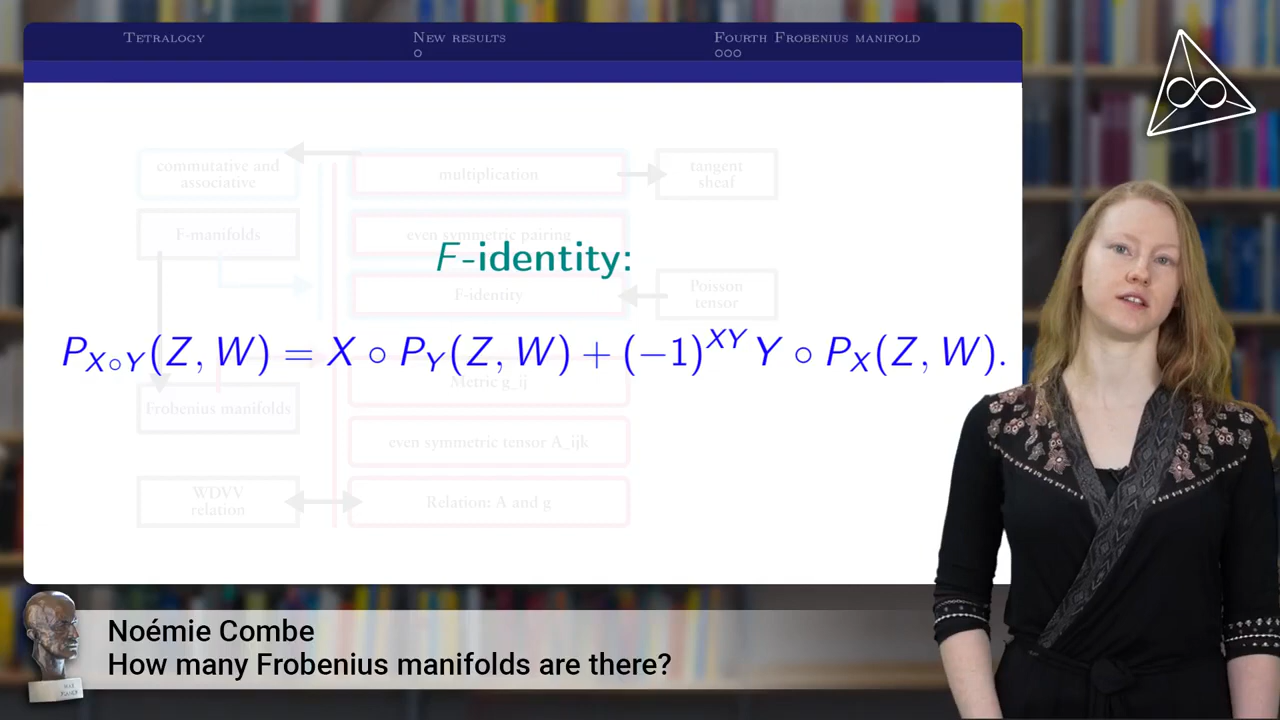 Tetralogy
New results
Fourth Frobenius manifold
commutative and
associative
multiplication
tangent
sheaf
F-manifolds
even symmetric pairing
F-identity:
F-identity
Poisson
tensor
P_{X∘Y}(Z, W) = X ∘ P_Y(Z, W) + (−1)^{XY} Y ∘ P_X(Z, W).
Metric g_ij
Frobenius manifolds
even symmetric tensor A_ijk
WDVV
relation
Relation: A and g
Noémie Combe
How many Frobenius manifolds are there?
MAX
PLANCK